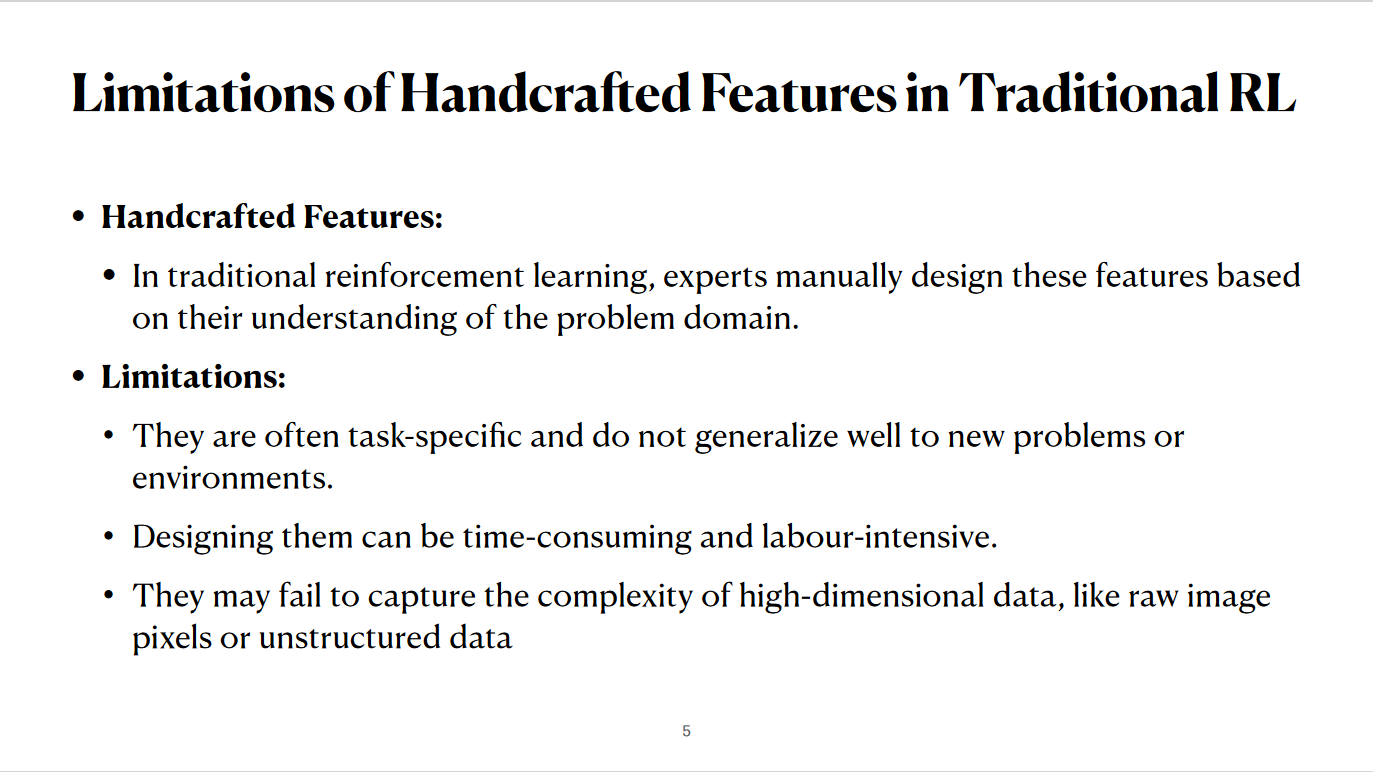 Limitations of Handcrafted Features in Traditional RL
• Handcrafted Features:
• In traditional reinforcement learning, experts manually design these features based
on their understanding of the problem domain.
• Limitations:
• They are often task-specific and do not generalize well to new problems or
environments.
• Designing them can be time-consuming and labour-intensive.
• They may fail to capture the complexity of high-dimensional data, like raw image
pixels or unstructured data
5